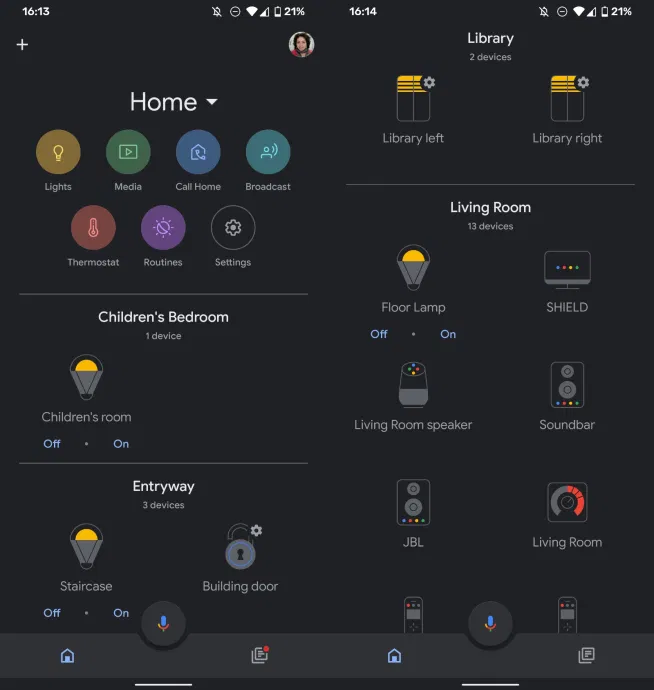 16:13
21%
Home
Lights Media Call Home Broadcast
Thermostat Routines Settings
Children's Bedroom
1 device
Children's room
Off • On
Entryway
3 devices
Staircase Building door
Off • On
16:14
21%
Library
2 devices
Library left Library right
Living Room
13 devices
Floor Lamp SHIELD
Off • On
Living Room speaker Soundbar
JBL Living Room